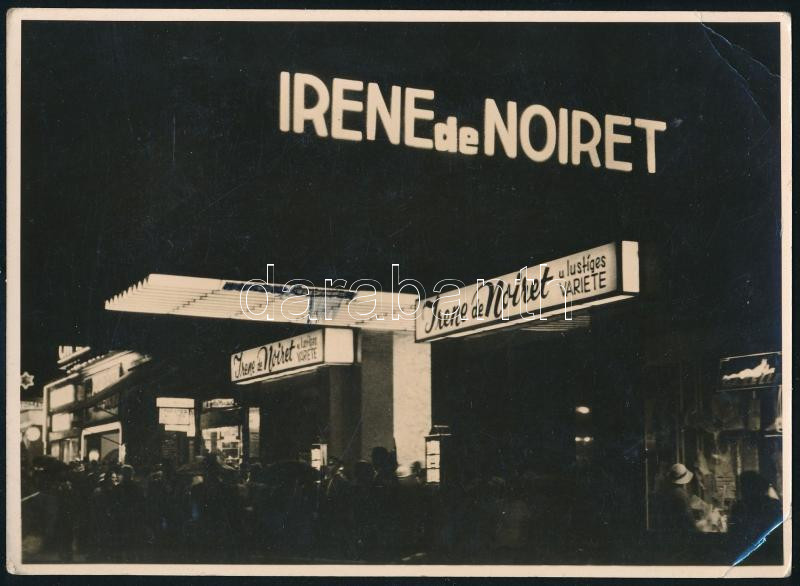 IRENE de NOIRET
Irene de Noiret u lustiges
VARIETE
Irene de Noiret u lustiges
VARIETE
darabanth